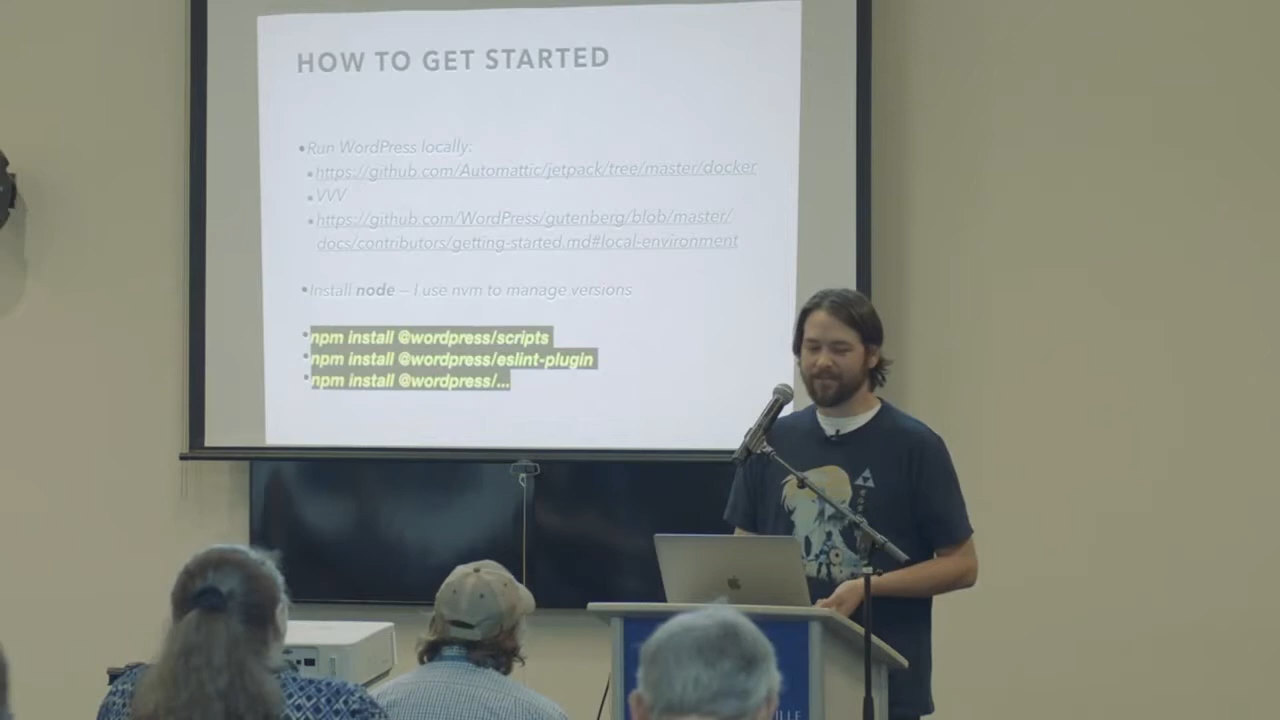 HOW TO GET STARTED
•Run WordPress locally:
•https://github.com/Automattic/jetpack/tree/master/docker
•VVV
•https://github.com/WordPress/gutenberg/blob/master/
docs/contributors/getting-started.md#local-environment
•Install node – I use nvm to manage versions
•npm install @wordpress/scripts
•npm install @wordpress/eslint-plugin
•npm install @wordpress/...